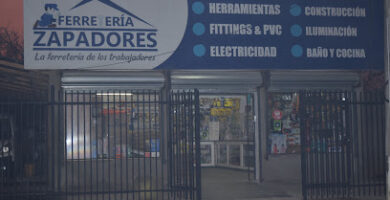 FERRETERÍA
ZAPADORES
La ferretería de los trabajadores
HERRAMIENTAS
FITTINGS & PVC
ELECTRICIDAD
CONSTRUCCIÓN
ILUMINACIÓN
BAÑO Y COCINA